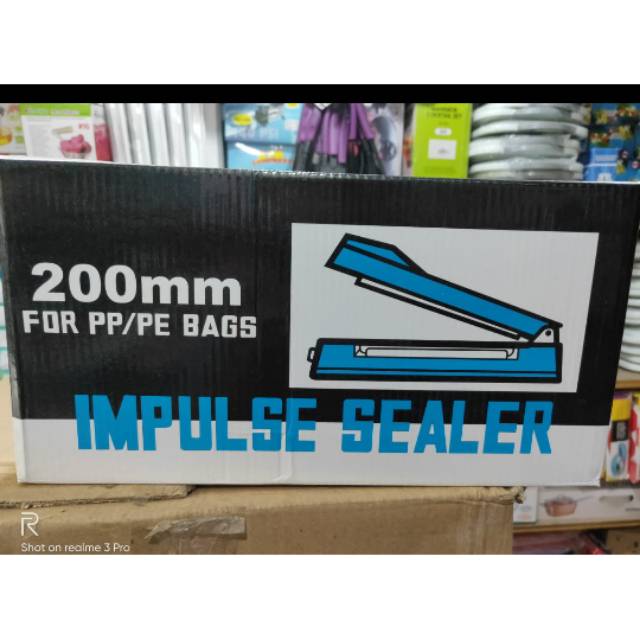 200mm
FOR PP/PE BAGS
IMPULSE SEALER
R
Shot on realme 3 Pro